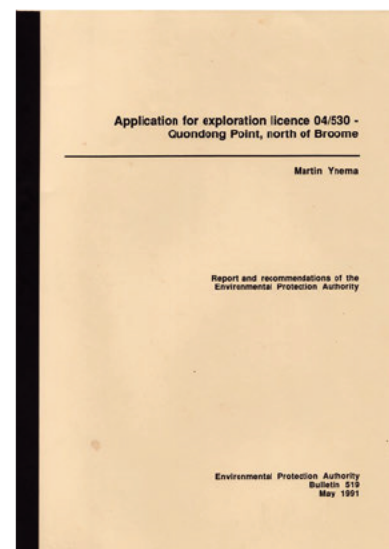 Application for exploration licence 04/530 -
Quondong Point, north of Broome
Martin Ynema
Report and recommendations of the
Environmental Protection Authority
Environmental Protection Authority
Bulletin 519
May 1991